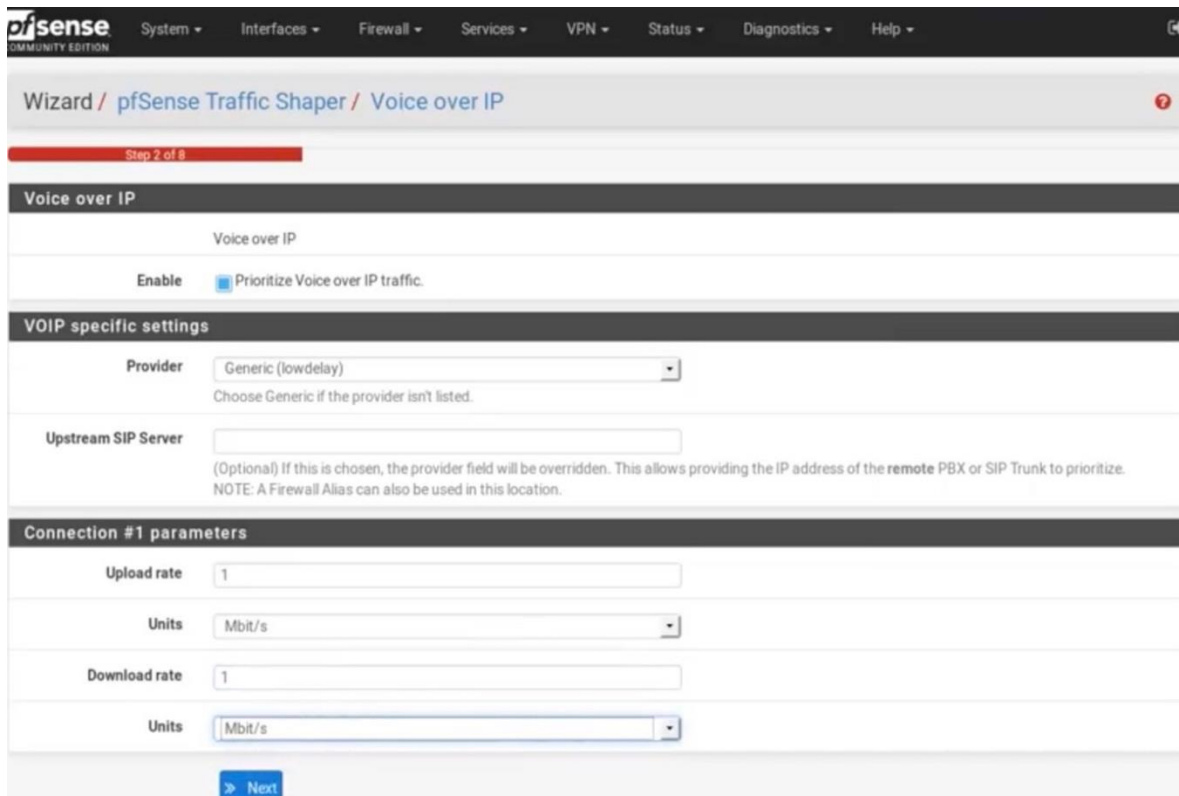 pfsense System Interfaces Firewall Services VPN Status Diagnostics Help
COMMUNITY EDITION
Wizard / pfSense Traffic Shaper / Voice over IP
Step 2 of 8
Voice over IP
Voice over IP
Enable Prioritize Voice over IP traffic.
VOIP specific settings
Provider Generic (lowdelay)
Choose Generic if the provider isn't listed.
Upstream SIP Server
(Optional) If this is chosen, the provider field will be overridden. This allows providing the IP address of the remote PBX or SIP Trunk to prioritize.
NOTE: A Firewall Alias can also be used in this location.
Connection #1 parameters
Upload rate 1
Units Mbit/s
Download rate 1
Units Mbit/s
» Next